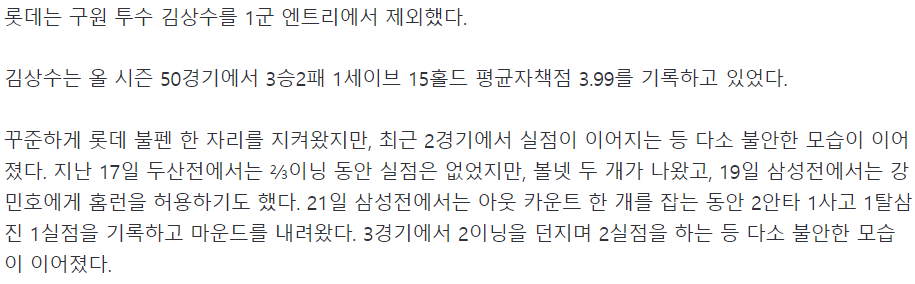 롯데는 구원 투수 김상수를 1군 엔트리에서 제외했다.
김상수는 올 시즌 50경기에서 3승2패 1세이브 15홀드 평균자책점 3.99를 기록하고 있었다.
꾸준하게 롯데 불펜 한 자리를 지켜왔지만, 최근 2경기에서 실점이 이어지는 등 다소 불안한 모습이 이어
졌다. 지난 17일 두산전에서는 ⅔이닝 동안 실점은 없었지만, 볼넷 두 개가 나왔고, 19일 삼성전에서는 강
민호에게 홈런을 허용하기도 했다. 21일 삼성전에서는 아웃 카운트 한 개를 잡는 동안 2안타 1사고 1탈삼
진 1실점을 기록하고 마운드를 내려왔다. 3경기에서 2이닝을 던지며 2실점을 하는 등 다소 불안한 모습
이 이어졌다.